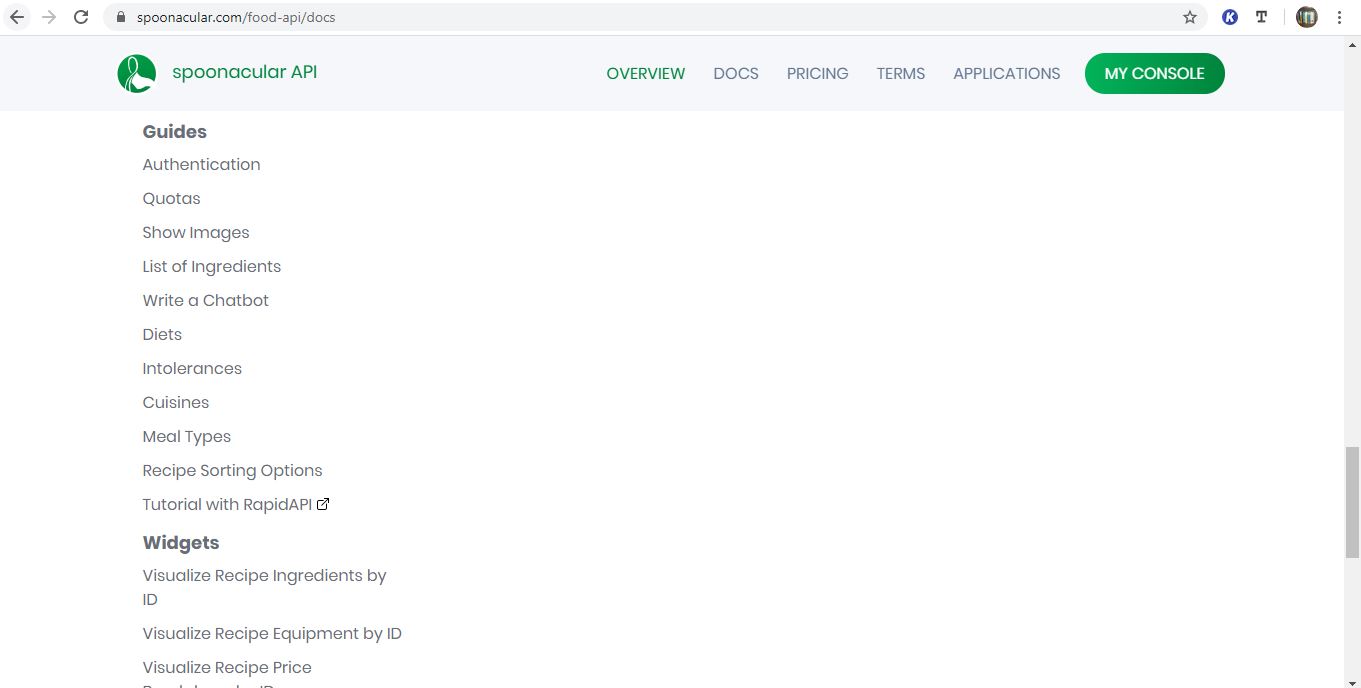 spoonacular.com/food-api/docs
K T
spoonacular API
OVERVIEW DOCS PRICING TERMS APPLICATIONS MY CONSOLE
Guides
Authentication
Quotas
Show Images
List of Ingredients
Write a Chatbot
Diets
Intolerances
Cuisines
Meal Types
Recipe Sorting Options
Tutorial with RapidAPI
Widgets
Visualize Recipe Ingredients by
ID
Visualize Recipe Equipment by ID
Visualize Recipe Price